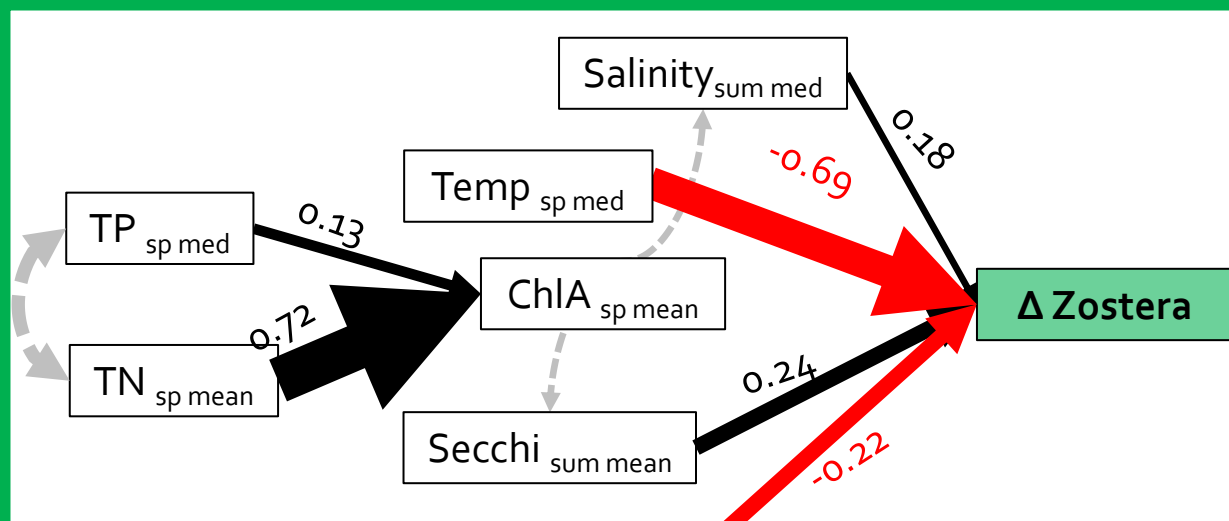 Salinity sum med
0.18
-0.69
Temp sp med
TP sp med
0.13
ChlA sp mean
Δ Zostera
0.72
TN sp mean
0.24
Secchi sum mean
-0.22